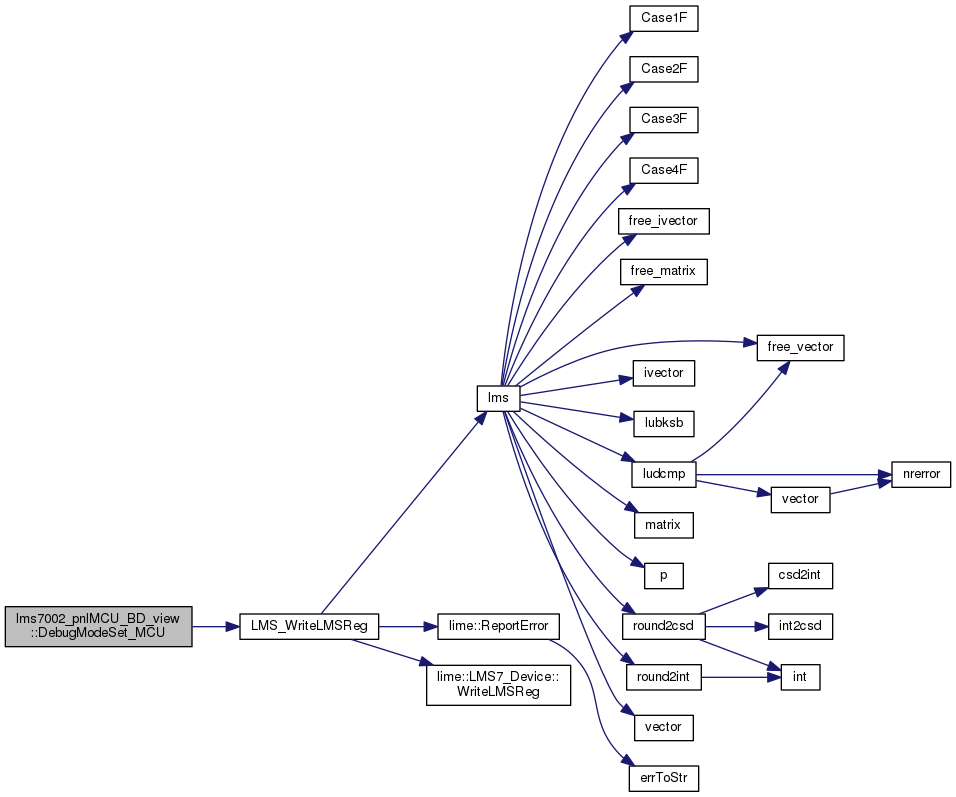 Case1F
Case2F
Case3F
Case4F
free_ivector
free_matrix
free_vector
ivector
lms
lubksb
ludcmp
nrerror
vector
matrix
p
csd2int
lms7002_pnlMCU_BD_view
::DebugModeSet_MCU
LMS_WriteLMSReg
lime::ReportError
round2csd
int2csd
lime::LMS7_Device::
WriteLMSReg
round2int
int
vector
errToStr